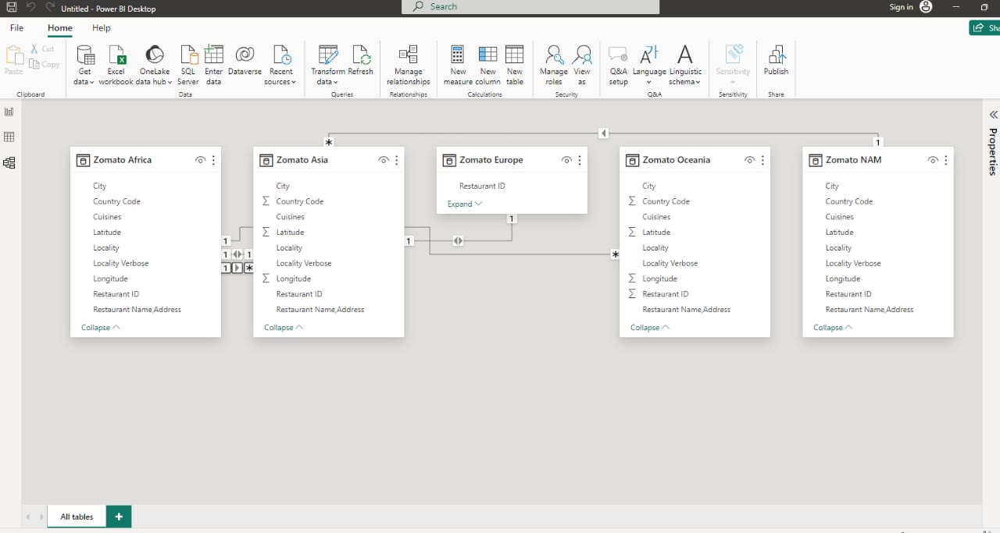 Untitled - Power BI Desktop
Search
Sign in
File Home Help
Sha
Paste
Cut
Copy
Get data
Excel workbook
OneLake data hub
SQL Server
Enter data
Dataverse
Recent sources
Transform data
Refresh
Manage relationships
New measure
New column
New table
Manage roles
View as
Q&A setup
Language
Linguistic schema
Sensitivity
Publish
Clipboard
Data
Queries
Relationships
Calculations
Security
Q&A
Sensitivity
Share
Properties
Zomato Africa
City
Country Code
Cuisines
Latitude
Locality
Locality Verbose
Longitude
Restaurant ID
Restaurant Name,Address
Collapse
1
1
1
1
*
*
Zomato Asia
City
Σ Country Code
Cuisines
Σ Latitude
Locality
Locality Verbose
Σ Longitude
Restaurant ID
Restaurant Name,Address
Collapse
1
Zomato Europe
Restaurant ID
Expand
1
*
Zomato Oceania
City
Σ Country Code
Cuisines
Σ Latitude
Locality
Locality Verbose
Σ Longitude
Σ Restaurant ID
Restaurant Name,Address
Collapse
1
Zomato NAM
City
Country Code
Cuisines
Latitude
Locality
Locality Verbose
Longitude
Restaurant ID
Restaurant Name,Address
Collapse
All tables
+